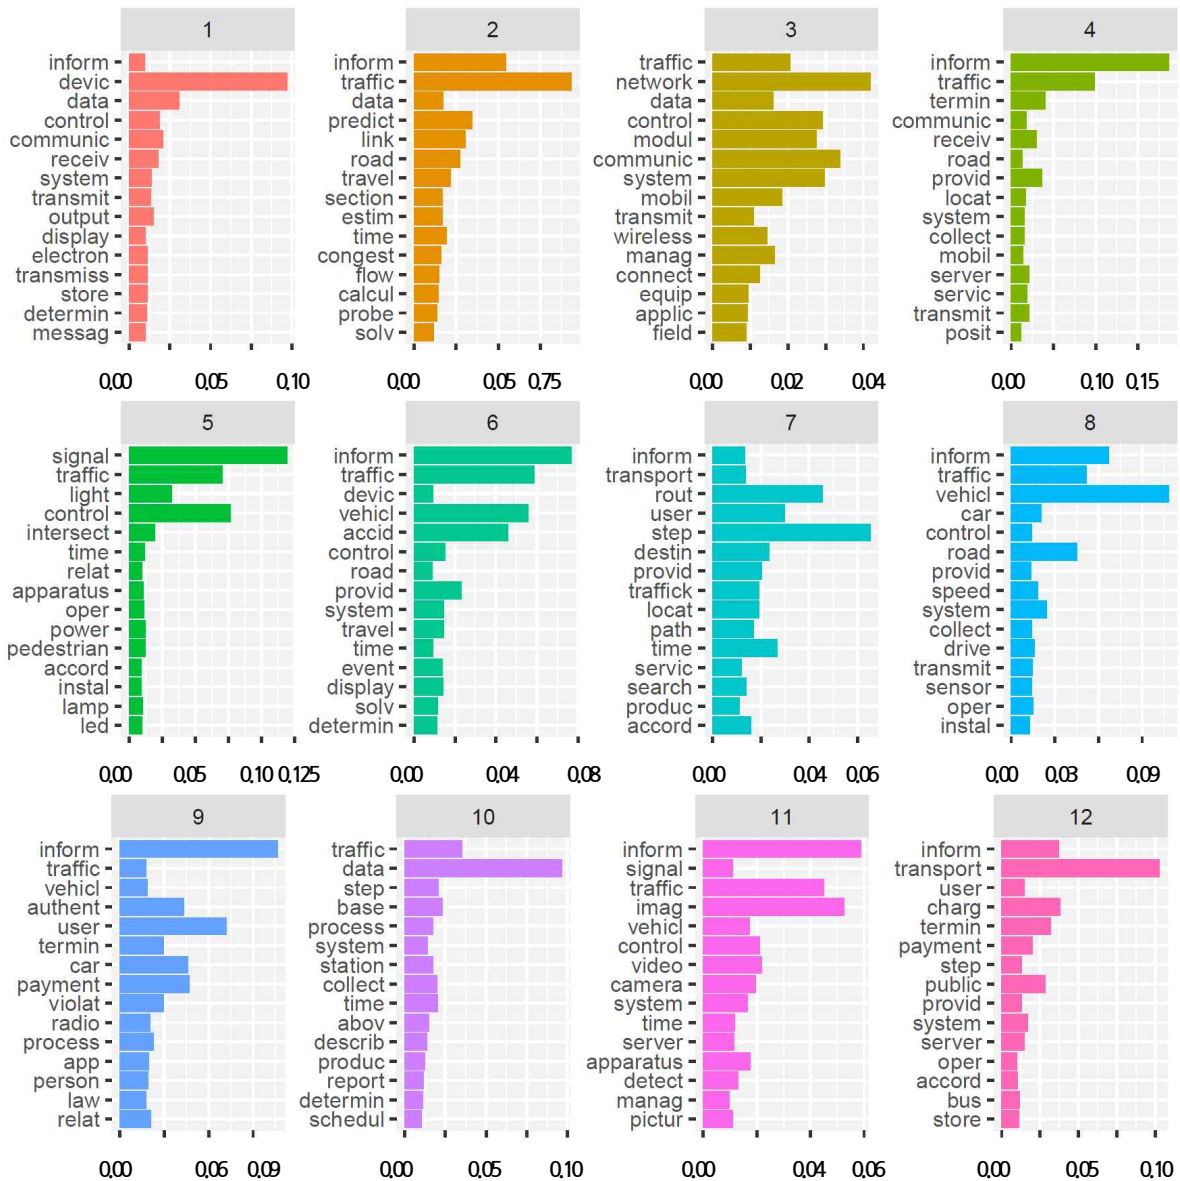 1
inform
devic
data
control
communic
receiv
system
transmit
output
display
electron
transmiss
store
determin
messag
0.00 0.05 0.10
2
inform
traffic
data
predict
link
road
travel
section
estim
time
congest
flow
calcul
probe
solv
0.00 0.05 0.75
3
traffic
network
data
control
modul
communic
system
mobil
transmit
wireless
manag
connect
equip
applic
field
0.00 0.02 0.04
4
inform
traffic
termin
communic
receiv
road
provid
locat
system
collect
mobil
server
servic
transmit
posit
0.00 0.10 0.15
5
signal
traffic
light
control
intersect
time
relat
apparatus
oper
power
pedestrian
accord
instal
lamp
led
0.00 0.05 0.10 0.125
6
inform
traffic
devic
vehicl
accid
control
road
provid
system
travel
time
event
display
solv
determin
0.00 0.04 0.08
7
inform
transport
rout
user
step
destin
provid
traffick
locat
path
time
servic
search
produc
accord
0.00 0.04 0.06
8
inform
traffic
vehicl
car
control
road
provid
speed
system
collect
drive
transmit
sensor
oper
instal
0.00 0.03 0.09
9
inform
traffic
vehicl
authent
user
termin
car
payment
violat
radio
process
app
person
law
relat
0.00 0.06 0.09
10
traffic
data
step
base
process
system
station
collect
time
abov
describ
produc
report
determin
schedul
0.00 0.05 0.10
11
inform
signal
traffic
imag
vehicl
control
video
camera
system
time
server
apparatus
detect
manag
pictur
0.00 0.04 0.06
12
inform
transport
user
charg
termin
payment
step
public
provid
system
server
oper
accord
bus
store
0.00 0.05 0.10